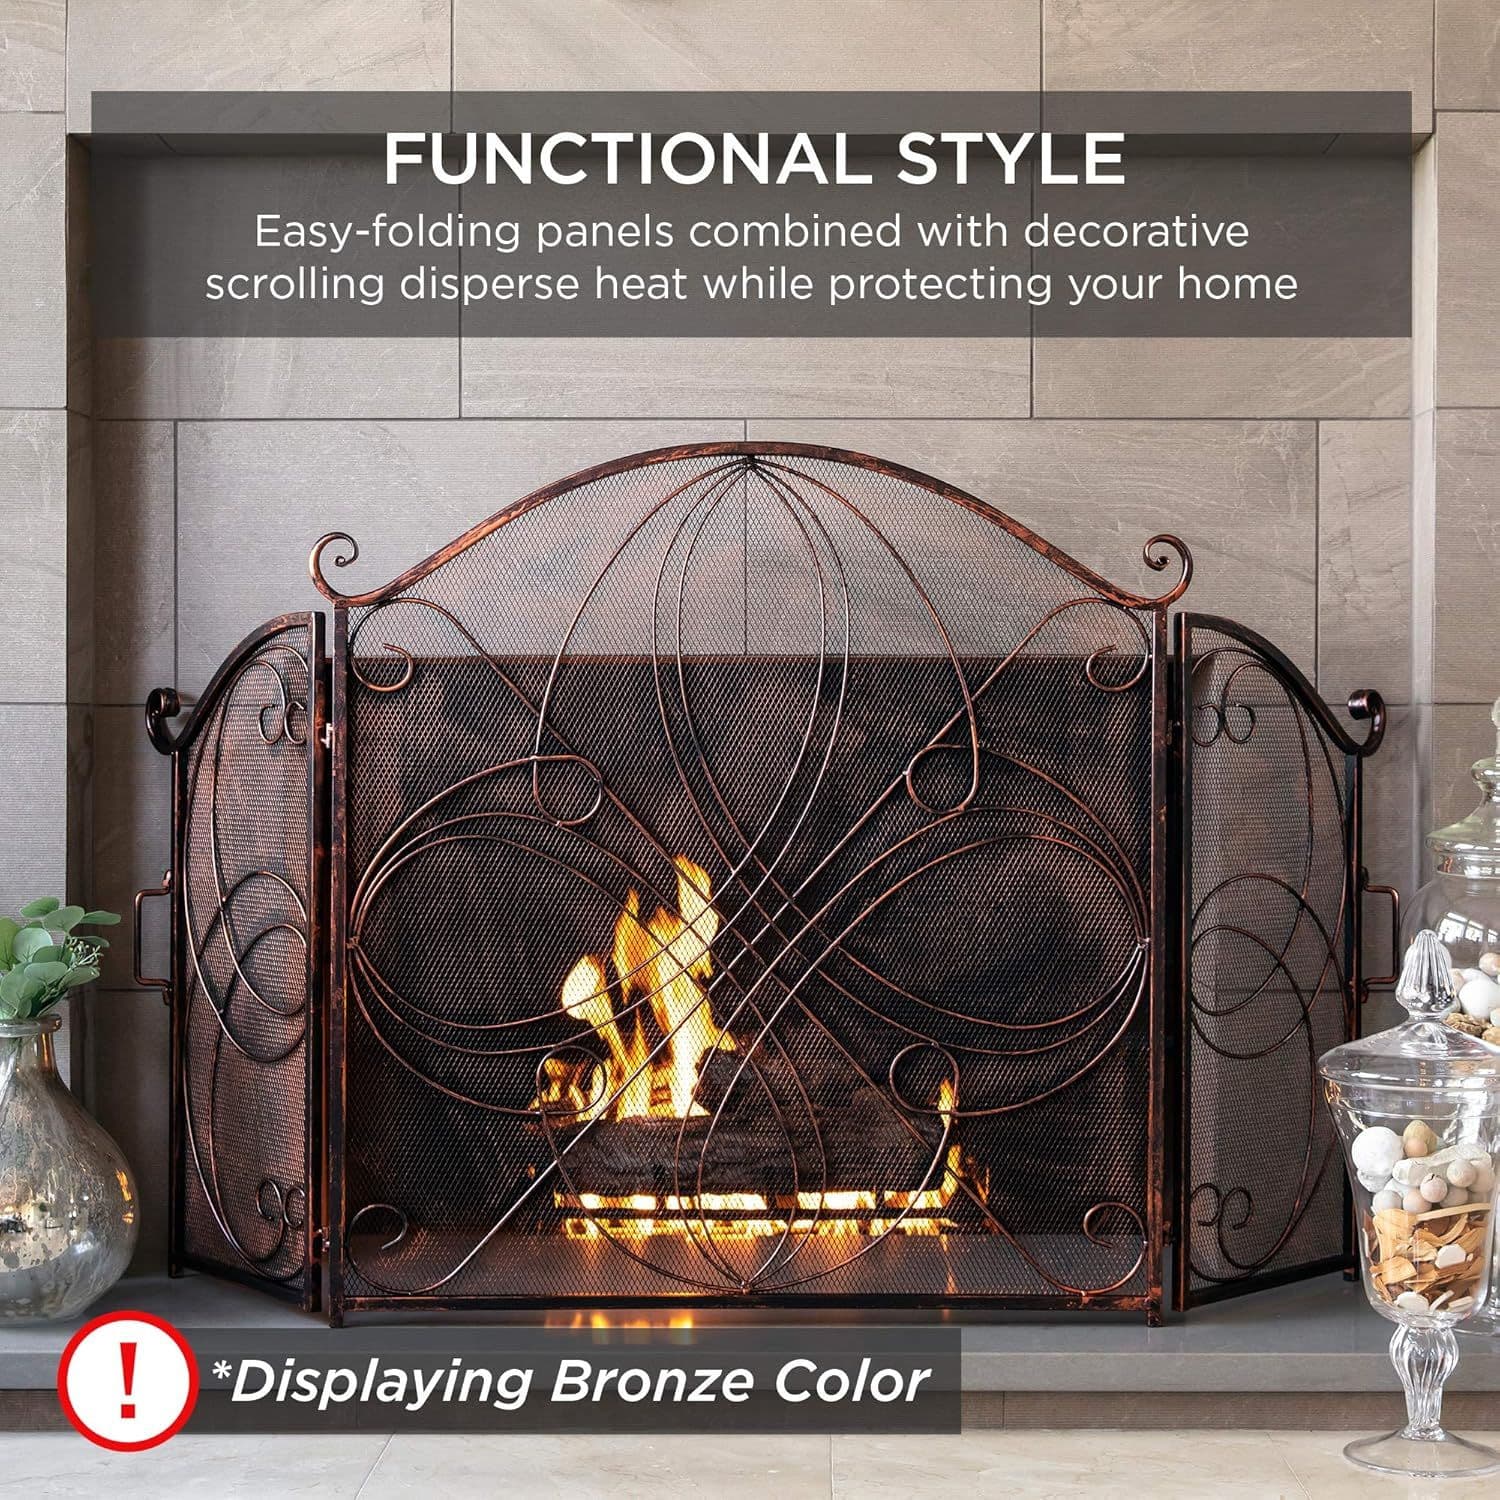 FUNCTIONAL STYLE
Easy-folding panels combined with decorative
scrolling disperse heat while protecting your home
!
*Displaying Bronze Color